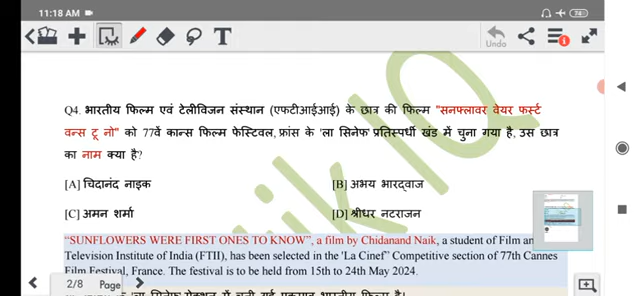 11:18 AM
74
Undo
Q4. भारतीय फिल्म एवं टेलीविजन संस्थान (एफटीआईआई) के छात्र की फिल्म "सनफ्लावर वेयर फर्स्ट
वन्स टू नो" को 77वें कान्स फिल्म फेस्टिवल, फ्रांस के 'ला सिनेफ' प्रतिस्पर्धी खंड में चुना गया है, उस छात्र
का नाम क्या है?
[A] चिदानंद नाइक [B] अभय भारद्वाज
[C] अमन शर्मा [D] श्रीधर नटराजन
"SUNFLOWERS WERE FIRST ONES TO KNOW", a film by Chidanand Naik, a student of Film an
Television Institute of India (FTII), has been selected in the 'La Cinef' Competitive section of 77th Cannes
Film Festival, France. The festival is to be held from 15th to 24th May 2024.
2/8 Pages